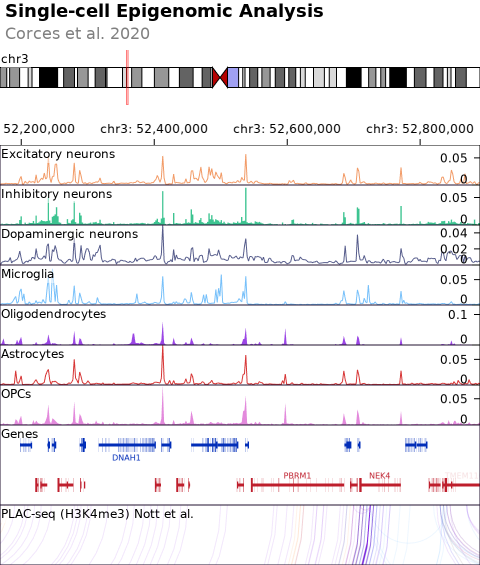 Single-cell Epigenomic Analysis
Corces et al. 2020
chr3
52,200,000 chr3: 52,400,000 chr3: 52,600,000 chr3: 52,800,000
Excitatory neurons 0.05
0
Inhibitory neurons 0.05
0
Dopaminergic neurons 0.04
0.02
0
Microglia 0.05
0
Oligodendrocytes 0.1
0
Astrocytes 0.05
0
OPCs 0.05
0
Genes
DNAH1
PBRM1 NEK4
PLAC-seq (H3K4me3) Nott et al.